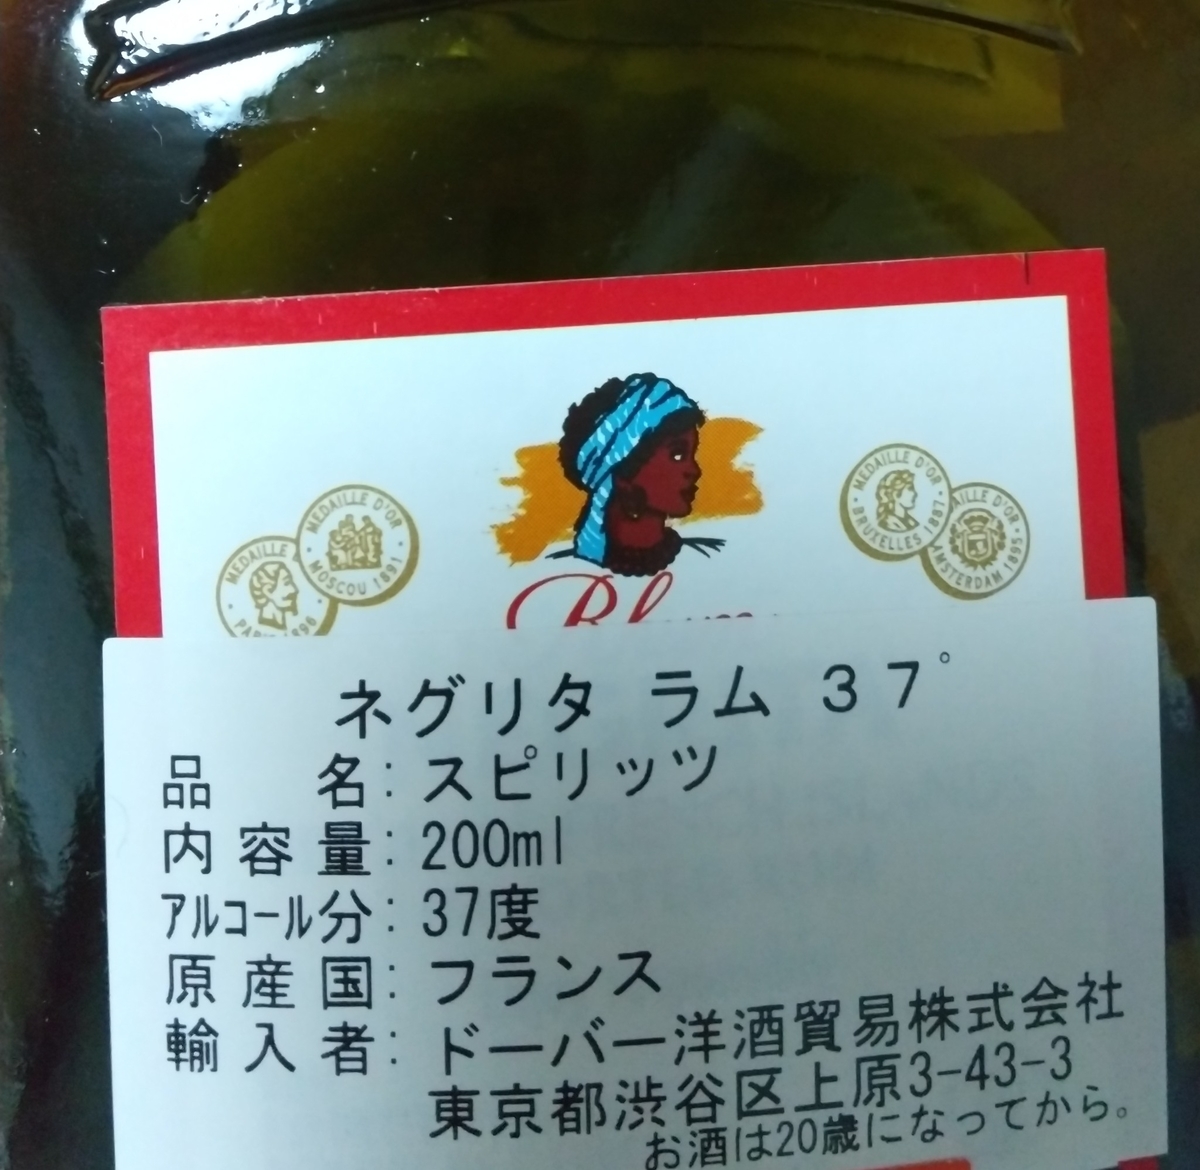 MEDAILLE D'OR
MOSCOU 1891
MEDAILLE
MEDAILLE D'OR
BRUXELLES 1887
AMSTERDAM 1895
ネグリタ ラム 37°
品名:スピリッツ
内容量:200ml
アルコール分:37度
原産国:フランス
輸入者:ドーバー洋酒貿易株式会社
東京都渋谷区上原3-43-3
お酒は20歳になってから。